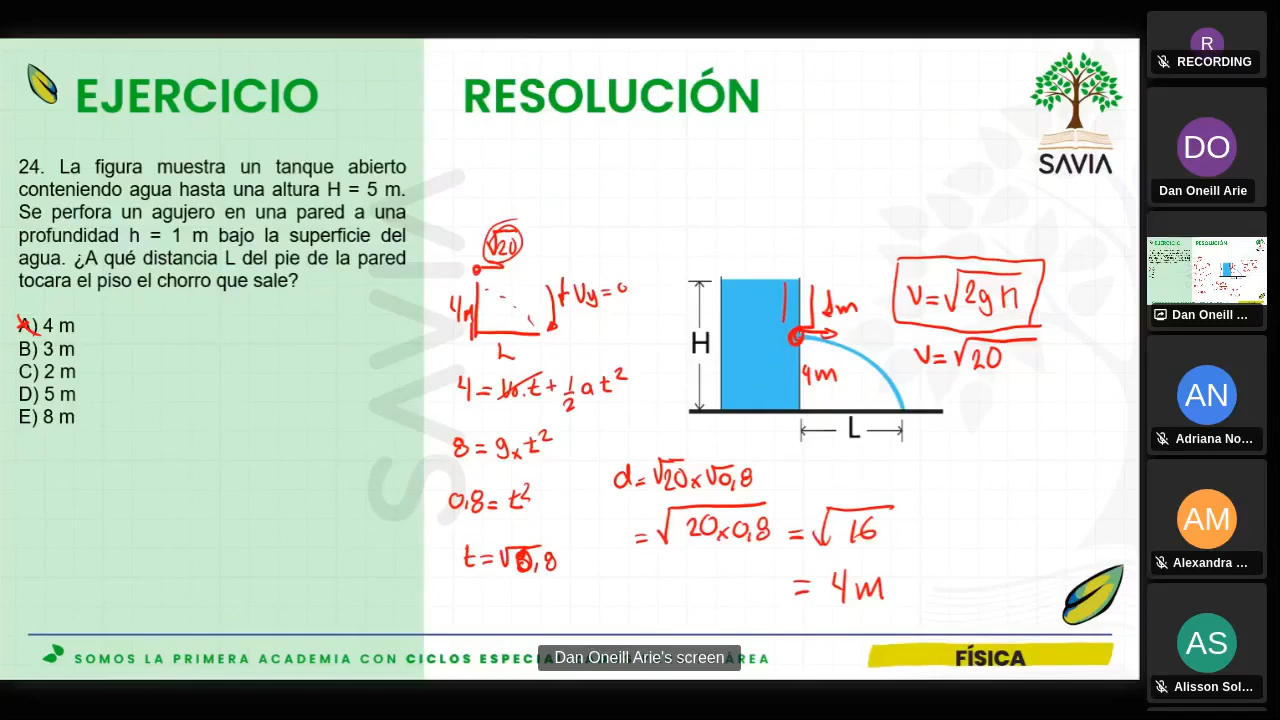 EJERCICIO
24. La figura muestra un tanque abierto
conteniendo agua hasta una altura H = 5 m.
Se perfora un agujero en una pared a una
profundidad h = 1 m bajo la superficie del
agua. ¿A qué distancia L del pie de la pared
tocara el piso el chorro que sale?
A) 4 m
B) 3 m
C) 2 m
D) 5 m
E) 8 m
RESOLUCIÓN
SAVIA
√20
4m
Vy=0
L
4 = Vo.t + 1/2 a t²
8 = g x t²
0,8 = t²
t = √0,8
H
1m
4m
L
V = √2gh
V = √20
d = √20 x √0,8
= √20x0,8 = √16
= 4m
SOMOS LA PRIMERA ACADEMIA CON CICLOS ESPECI
ÁREA
Dan Oneill Arie's screen
FÍSICA
R
RECORDING
DO
Dan Oneill Arie
EJERCICIO
RESOLUCIÓN
Dan Oneill ...
AN
Adriana No...
AM
Alexandra ...
AS
Alisson Sol...